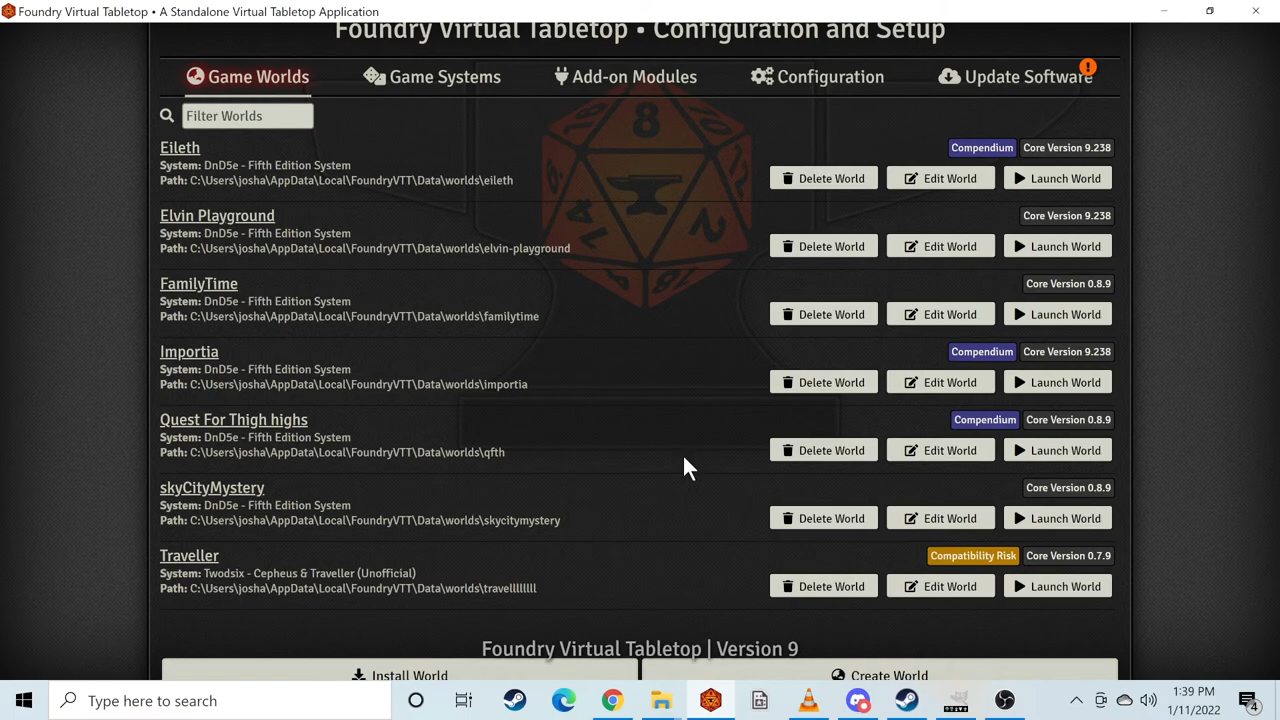 Foundry Virtual Tabletop • A Standalone Virtual Tabletop Application
Foundry Virtual Tabletop • Configuration and Setup
Game Worlds Game Systems Add-on Modules Configuration Update Software
Filter Worlds
Eileth Compendium Core Version 9.238
System: DnD5e - Fifth Edition System
Path: C:\Users\josha\AppData\Local\FoundryVTT\Data\worlds\eileth
Delete World Edit World Launch World
Elvin Playground Core Version 9.238
System: DnD5e - Fifth Edition System
Path: C:\Users\josha\AppData\Local\FoundryVTT\Data\worlds\elvin-playground
Delete World Edit World Launch World
FamilyTime Core Version 0.8.9
System: DnD5e - Fifth Edition System
Path: C:\Users\josha\AppData\Local\FoundryVTT\Data\worlds\familytime
Delete World Edit World Launch World
Importia Compendium Core Version 9.238
System: DnD5e - Fifth Edition System
Path: C:\Users\josha\AppData\Local\FoundryVTT\Data\worlds\importia
Delete World Edit World Launch World
Quest For Thigh highs Compendium Core Version 0.8.9
System: DnD5e - Fifth Edition System
Path: C:\Users\josha\AppData\Local\FoundryVTT\Data\worlds\qfth
Delete World Edit World Launch World
skyCityMystery Core Version 0.8.9
System: DnD5e - Fifth Edition System
Path: C:\Users\josha\AppData\Local\FoundryVTT\Data\worlds\skycitymystery
Delete World Edit World Launch World
Traveller Compatibility Risk Core Version 0.7.9
System: Twodsix - Cepheus & Traveller (Unofficial)
Path: C:\Users\josha\AppData\Local\FoundryVTT\Data\worlds\travellllllll
Delete World Edit World Launch World
Foundry Virtual Tabletop | Version 9
Install World Create World
Type here to search
1:39 PM
1/11/2022
4